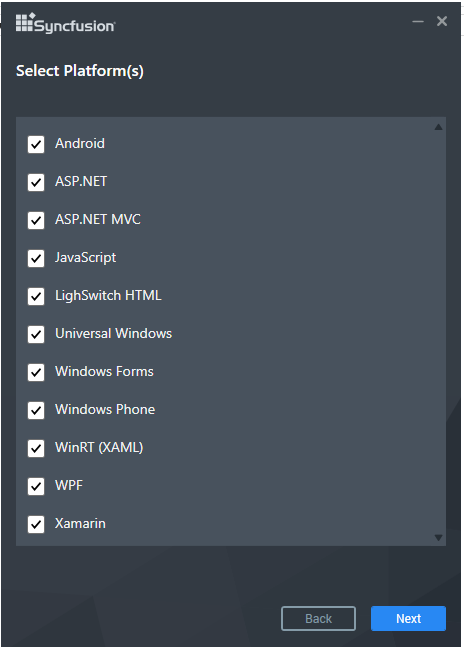 Syncfusion
Select Platform(s)
Android
ASP.NET
ASP.NET MVC
JavaScript
LighSwitch HTML
Universal Windows
Windows Forms
Windows Phone
WinRT (XAML)
WPF
Xamarin
Back
Next